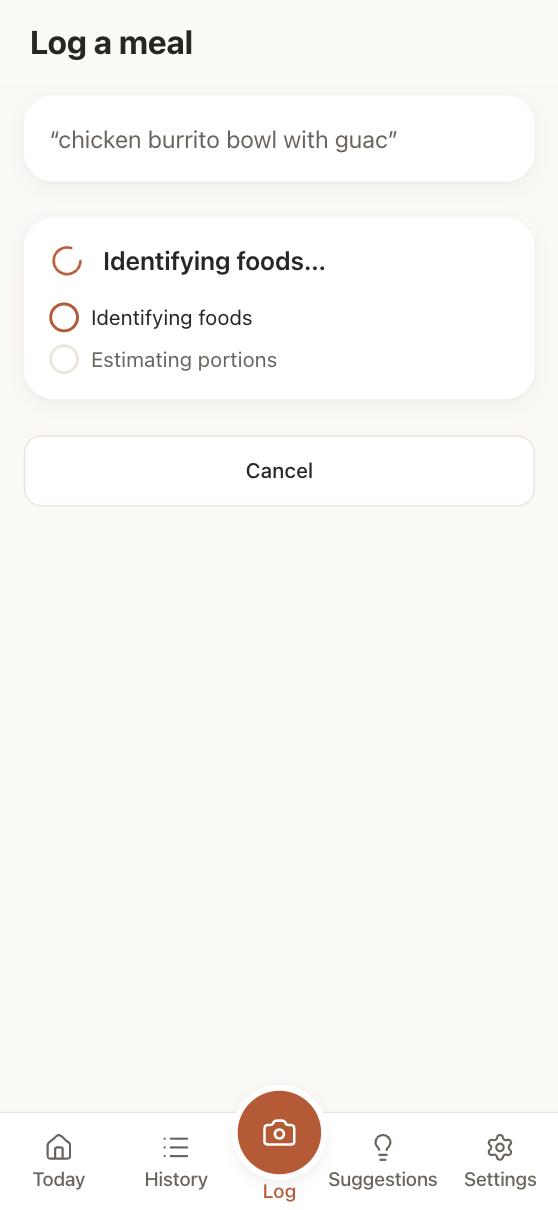 Log a meal
“chicken burrito bowl with guac”
Identifying foods...
Identifying foods
Estimating portions
Cancel
Today
History
Log
Suggestions
Settings